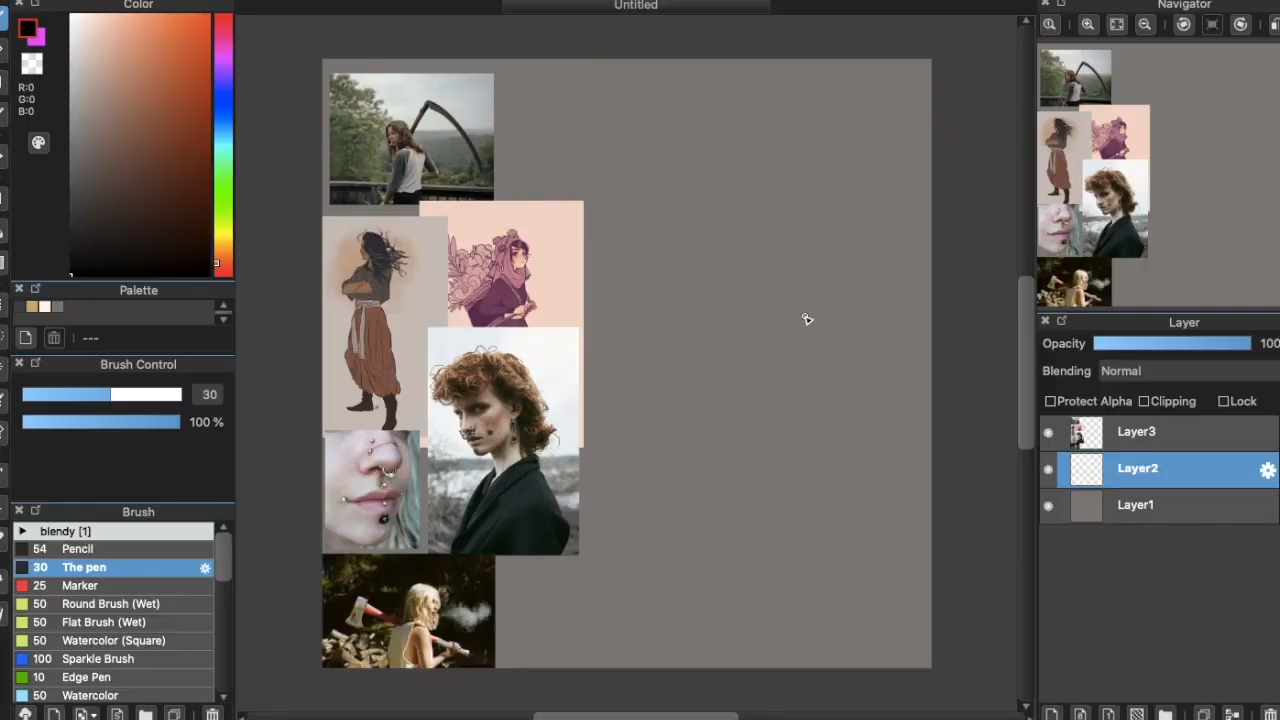 Color
Untitled
Navigator
R:0
G:0
B:0
Palette
---
Brush Control
30
100 %
Brush
blendy [1]
54 Pencil
30 The pen
25 Marker
50 Round Brush (Wet)
50 Flat Brush (Wet)
50 Watercolor (Square)
100 Sparkle Brush
10 Edge Pen
50 Watercolor
Layer
Opacity 100
Blending Normal
Protect Alpha Clipping Lock
Layer3
Layer2
Layer1